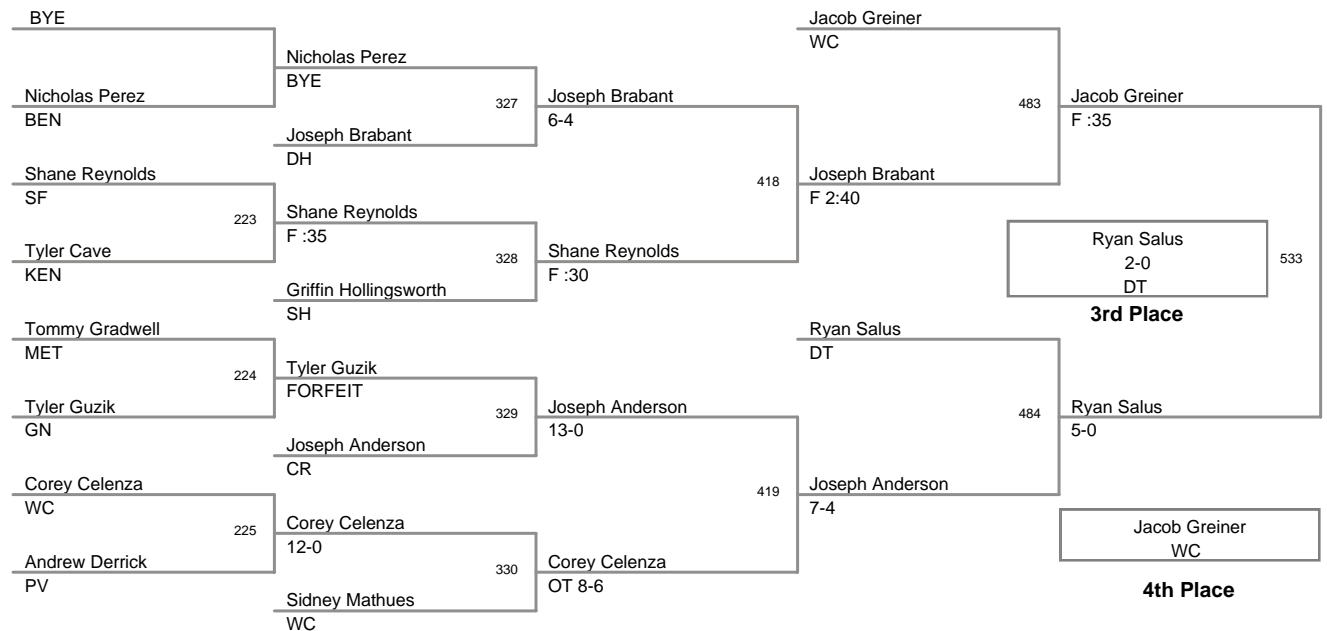 BYE
Nicholas Perez
BEN
Shane Reynolds
SF
223
Tyler Cave
KEN
Tommy Gradwell
MET
224
Tyler Guzik
GN
Corey Celenza
WC
225
Andrew Derrick
PV
Nicholas Perez
BYE
327
Joseph Brabant
DH
Shane Reynolds
F :35
328
Griffin Hollingsworth
SH
Tyler Guzik
FORFEIT
329
Joseph Anderson
CR
Corey Celenza
12-0
330
Sidney Mathues
WC
Joseph Brabant
6-4
418
Shane Reynolds
F :30
Joseph Anderson
13-0
419
Corey Celenza
OT 8-6
Jacob Greiner
WC
483
Joseph Brabant
F 2:40
Ryan Salus
DT
484
Joseph Anderson
7-4
Jacob Greiner
F :35
Ryan Salus
2-0
DT
533
3rd Place
Ryan Salus
5-0
Jacob Greiner
WC
4th Place